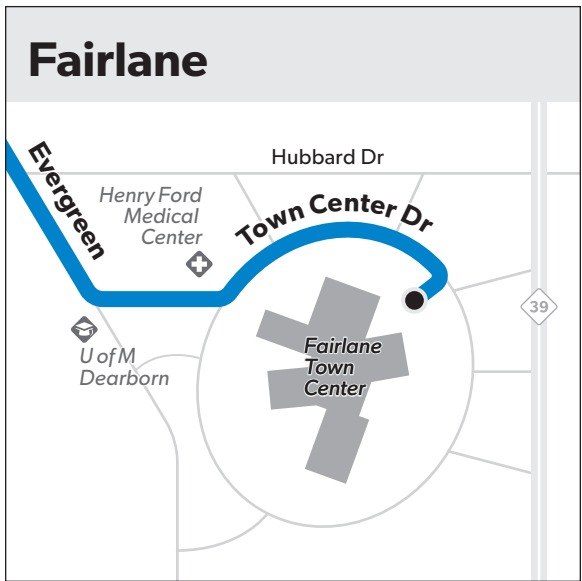 Fairlane
Hubbard Dr
Evergreen
Henry Ford
Medical
Center
Town Center Dr
39
Fairlane
Town
Center
U of M
Dearborn